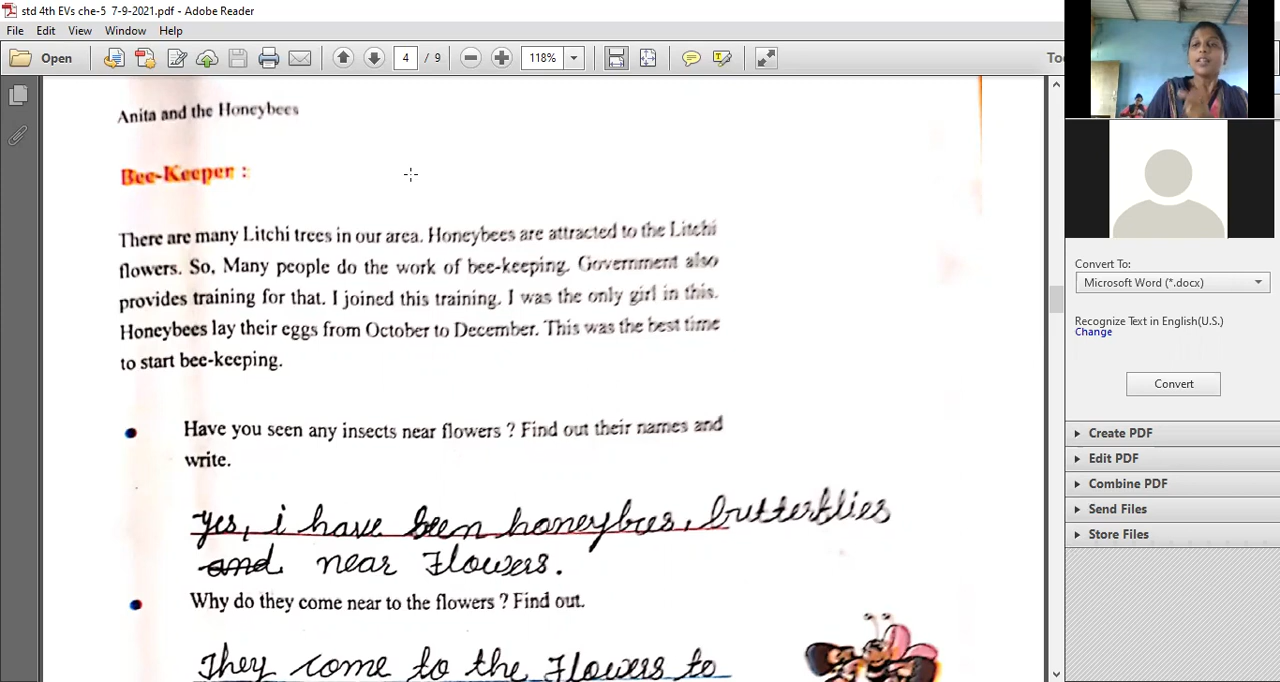 std 4th EVs che-5 7-9-2021.pdf - Adobe Reader
File Edit View Window Help
Open 4 / 9 118%
Anita and the Honeybees
Bee-Keeper :
There are many Litchi trees in our area. Honeybees are attracted to the Litchi
flowers. So, Many people do the work of bee-keeping. Government also
provides training for that. I joined this training. I was the only girl in this.
Honeybees lay their eggs from October to December. This was the best time
to start bee-keeping.
Have you seen any insects near flowers ? Find out their names and
write.
Yes, i have been honeybees, butterflies
and near Flowers.
Why do they come near to the flowers ? Find out.
They come to the Flowers to
Convert To:
Microsoft Word (*.docx)
Recognize Text in English(U.S.)
Change
Convert
Create PDF
Edit PDF
Combine PDF
Send Files
Store Files